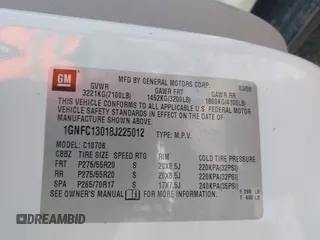 GM
MFD BY GENERAL MOTORS CORP.
GVWR GAWR FRT GAWR RR
3221KG(7100LB) 1452KG(3200LB) 1860KG(4100LB)
THIS VEHICLE CONFORMS TO ALL APPLICABLE U.S. FEDERAL MOTOR
VEHICLE SAFETY STANDARDS IN EFFECT ON THE DATE OF
MANUFACTURE SHOWN ABOVE.
1GNFC13018J225012 TYPE: M.P.V.
MODEL: C10706
TIRE SIZE SPEED RTG RIM COLD TIRE PRESSURE
FRT P275/55R20 S 20X8.5J 220KPA(32PSI)
RR P275/55R20 S 20X8.5J 220KPA(32PSI)
SPA P265/70R17 S 17X7.5J 240KPA(35PSI)
SEE OWNER'S MANUAL FOR ADDITIONAL INFORMATION.